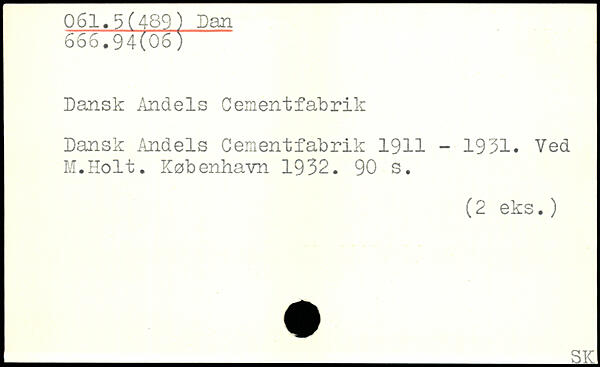 061.5(489) Dan
666.94(06)
Dansk Andels Cementfabrik
Dansk Andels Cementfabrik 1911 - 1931. Ved
M.Holt. København 1932. 90 s.
(2 eks.)
SK